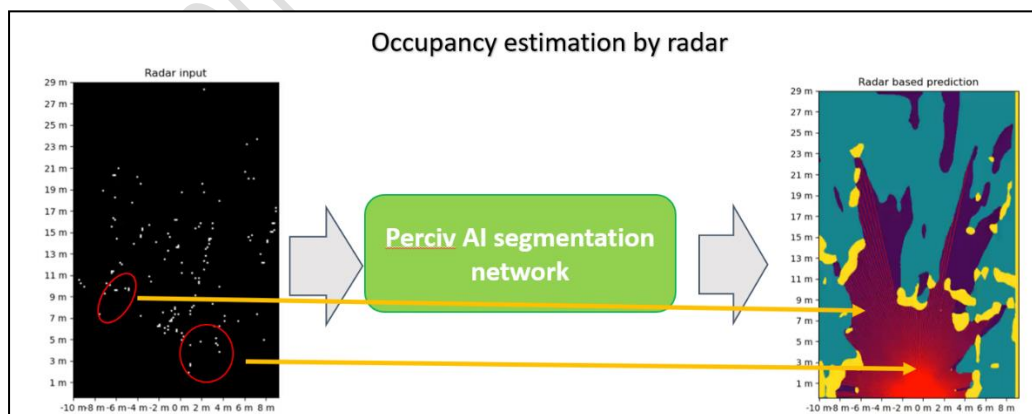 Occupancy estimation by radar
Radar input
29 m
27 m
25 m
23 m
21 m
19 m
17 m
15 m
13 m
11 m
9 m
7 m
5 m
3 m
1 m
-10 m-8 m-6 m-4 m-2 m 0 m 2 m 4 m 6 m 8 m
Perciv AI segmentation
network
Radar based prediction
29 m
27 m
25 m
23 m
21 m
19 m
17 m
15 m
13 m
11 m
9 m
7 m
5 m
3 m
1 m
-10 m-8 m-6 m-4 m-2 m 0 m 2 m 4 m 6 m 8 m